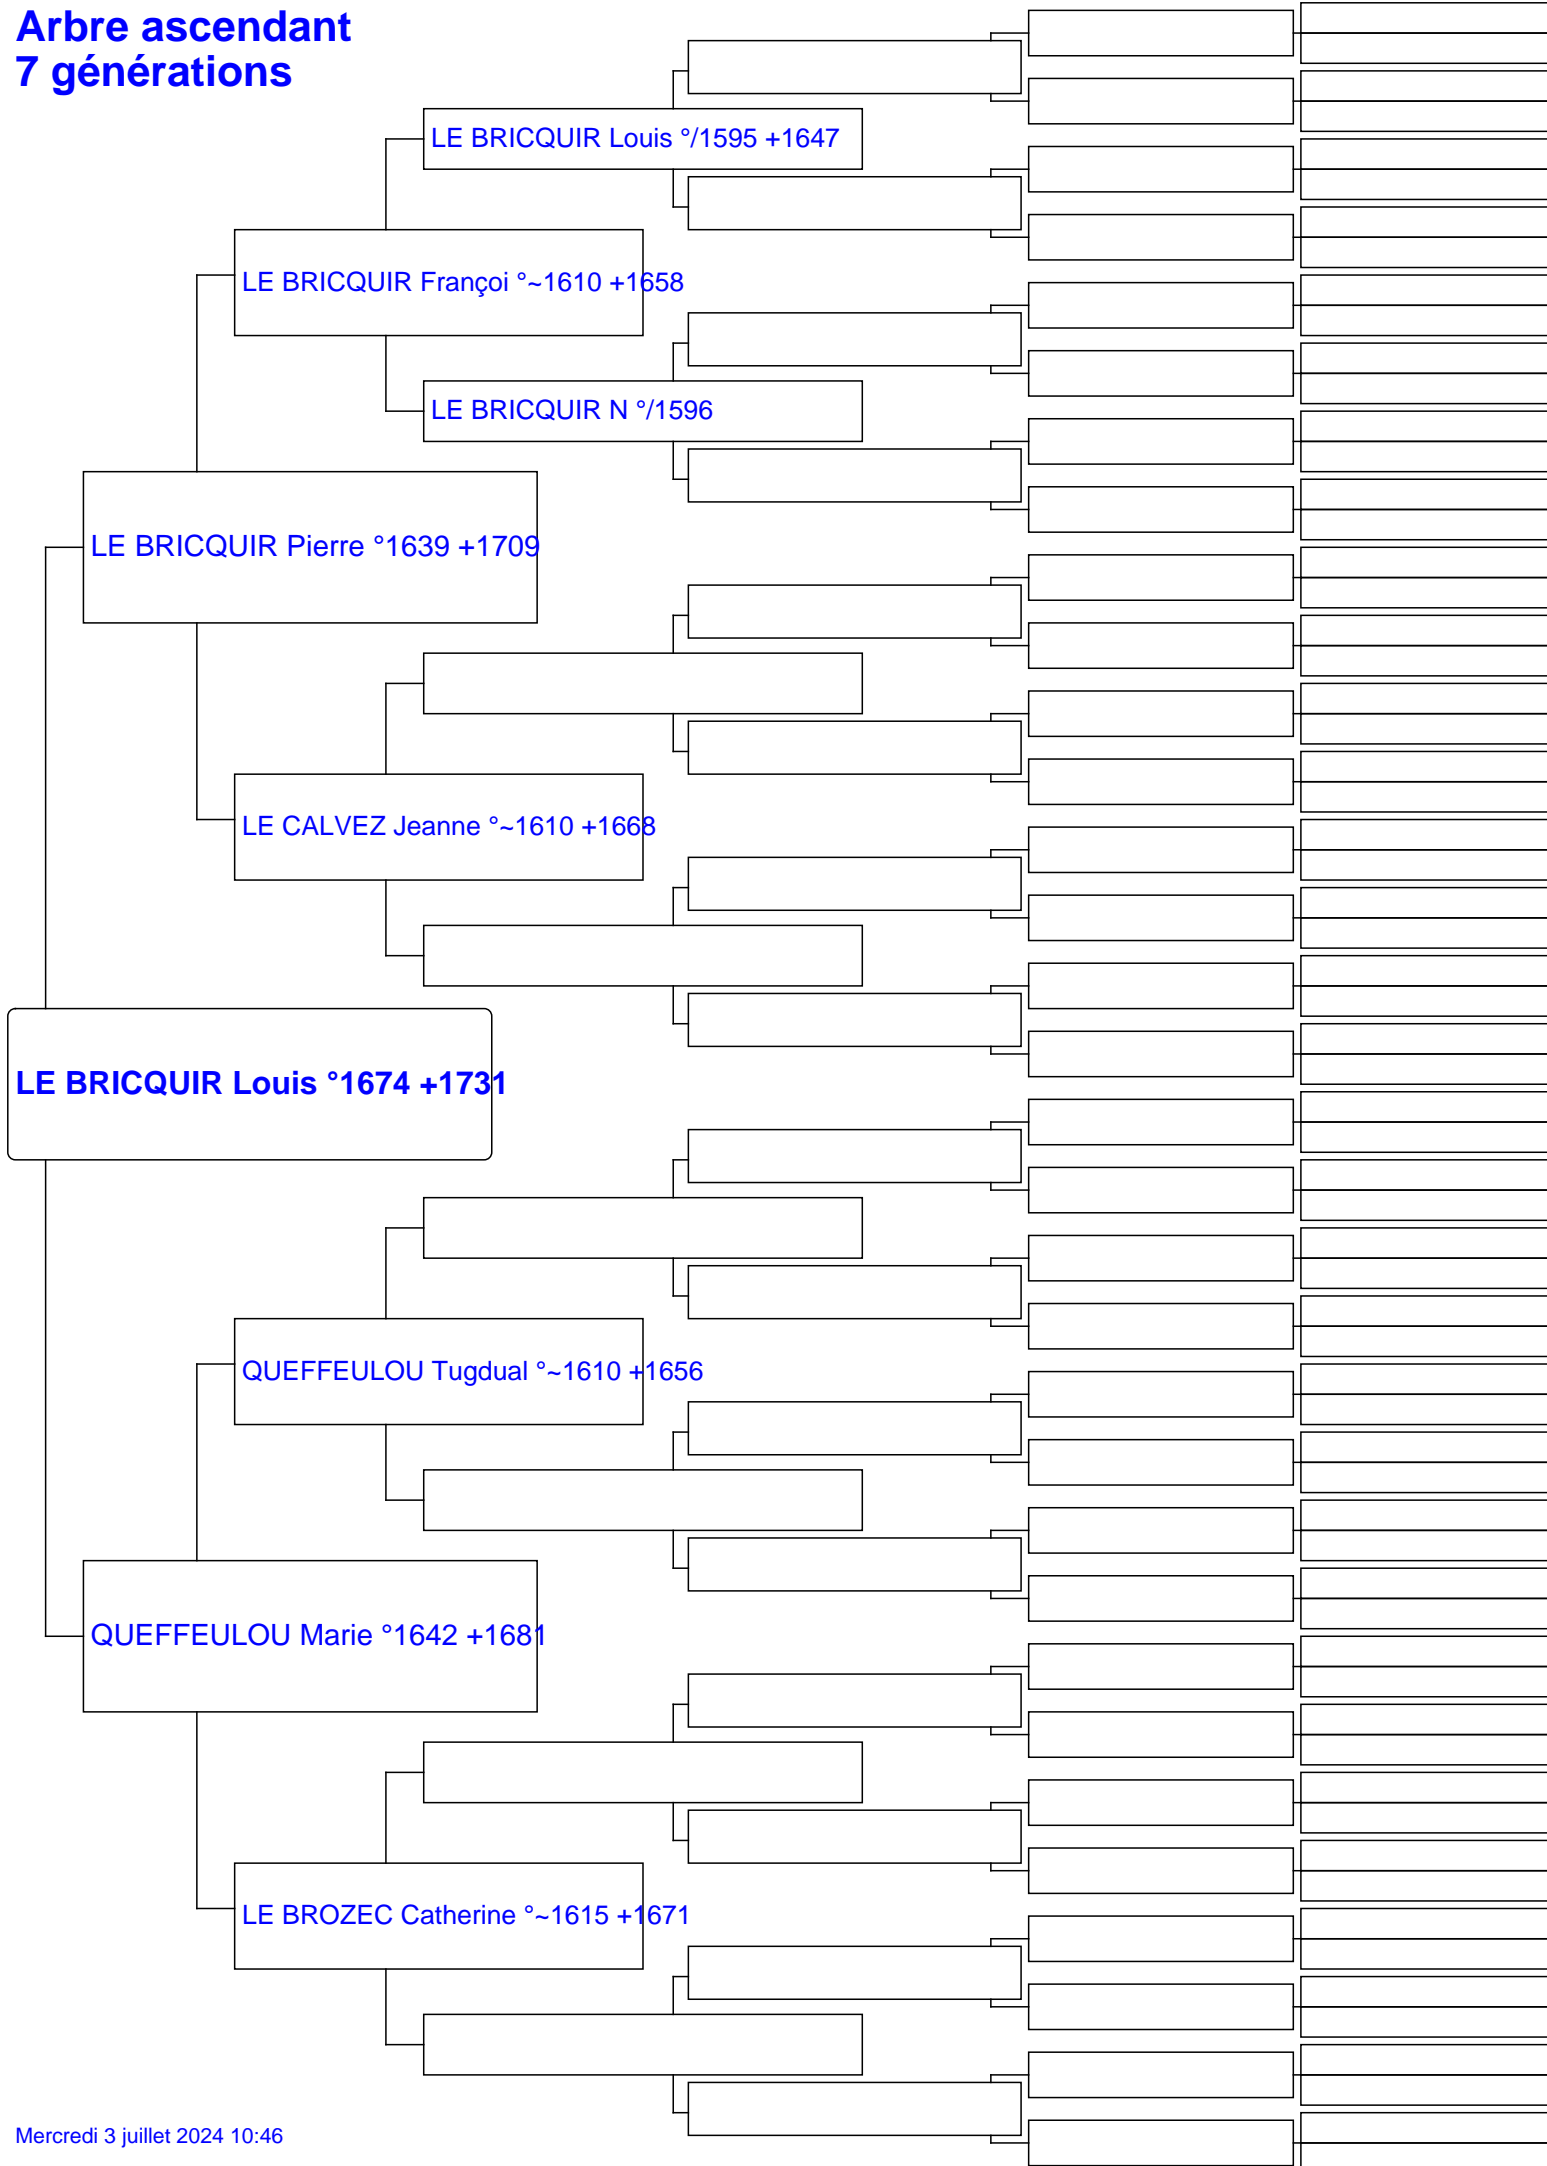 Arbre ascendant
7 générations
LE BRICQUIR Louis °/1595 +1647
LE BRICQUIR Françoi °~1610 +1658
LE BRICQUIR N °/1596
LE BRICQUIR Pierre °1639 +1709
LE CALVEZ Jeanne °~1610 +1668
LE BRICQUIR Louis °1674 +1731
QUEFFEULOU Tugdual °~1610 +1656
QUEFFEULOU Marie °1642 +1681
LE BROZEC Catherine °~1615 +1671
Mercredi 3 juillet 2024 10:46